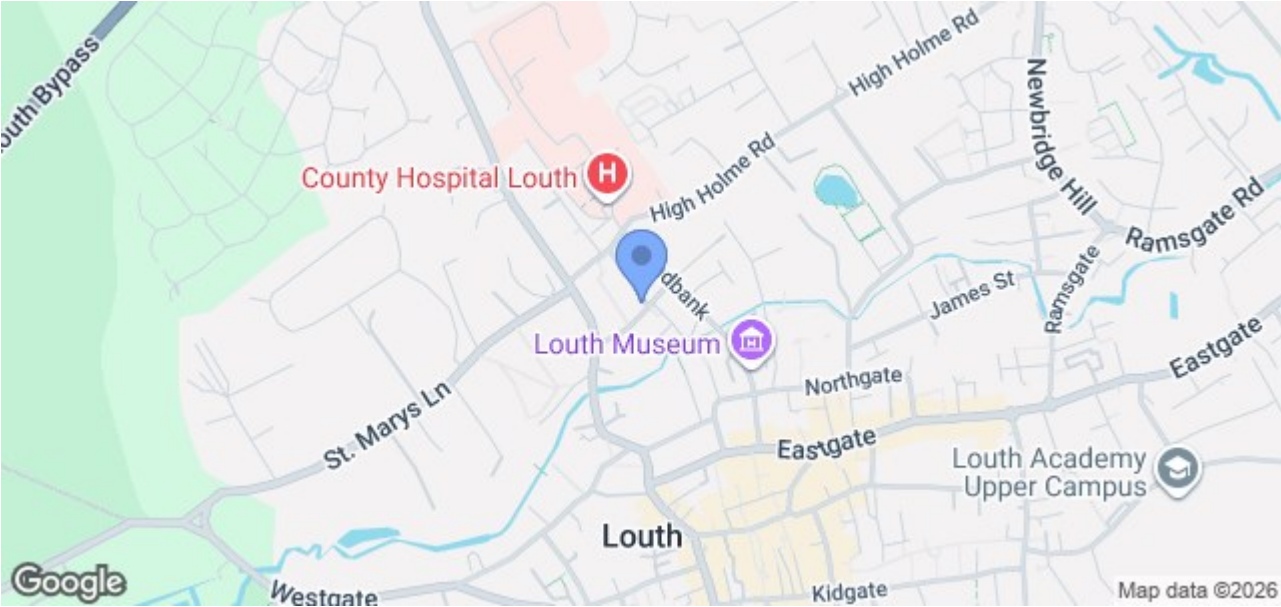 outh Bypass
High Holme Rd
Newbridge Hill
County Hospital Louth
H
High Holme Rd
Ramsgate Rd
dbank
James St
Ramsgate
Louth Museum
Eastgate
Northgate
St. Marys Ln
Eastgate
Louth Academy
Upper Campus
Louth
Google
Westgate
Kidgate
Map data ©2026